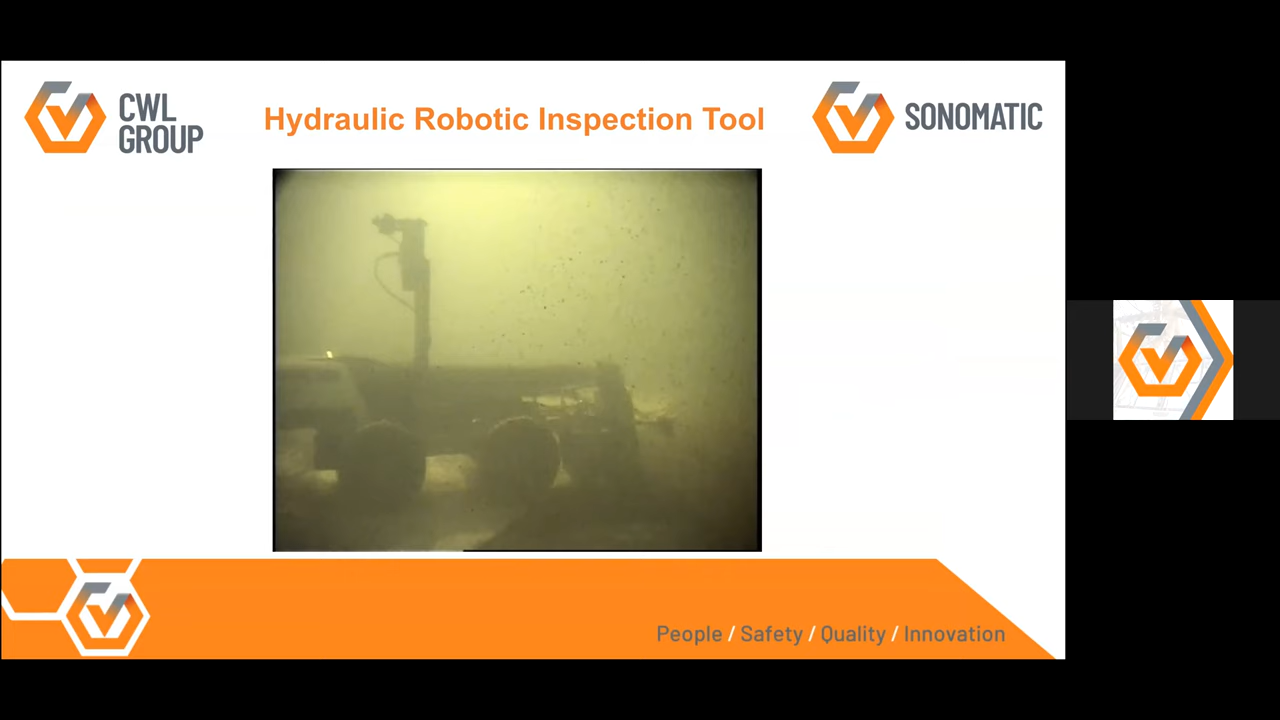 CWL
GROUP
Hydraulic Robotic Inspection Tool
SONOMATIC
People / Safety / Quality / Innovation